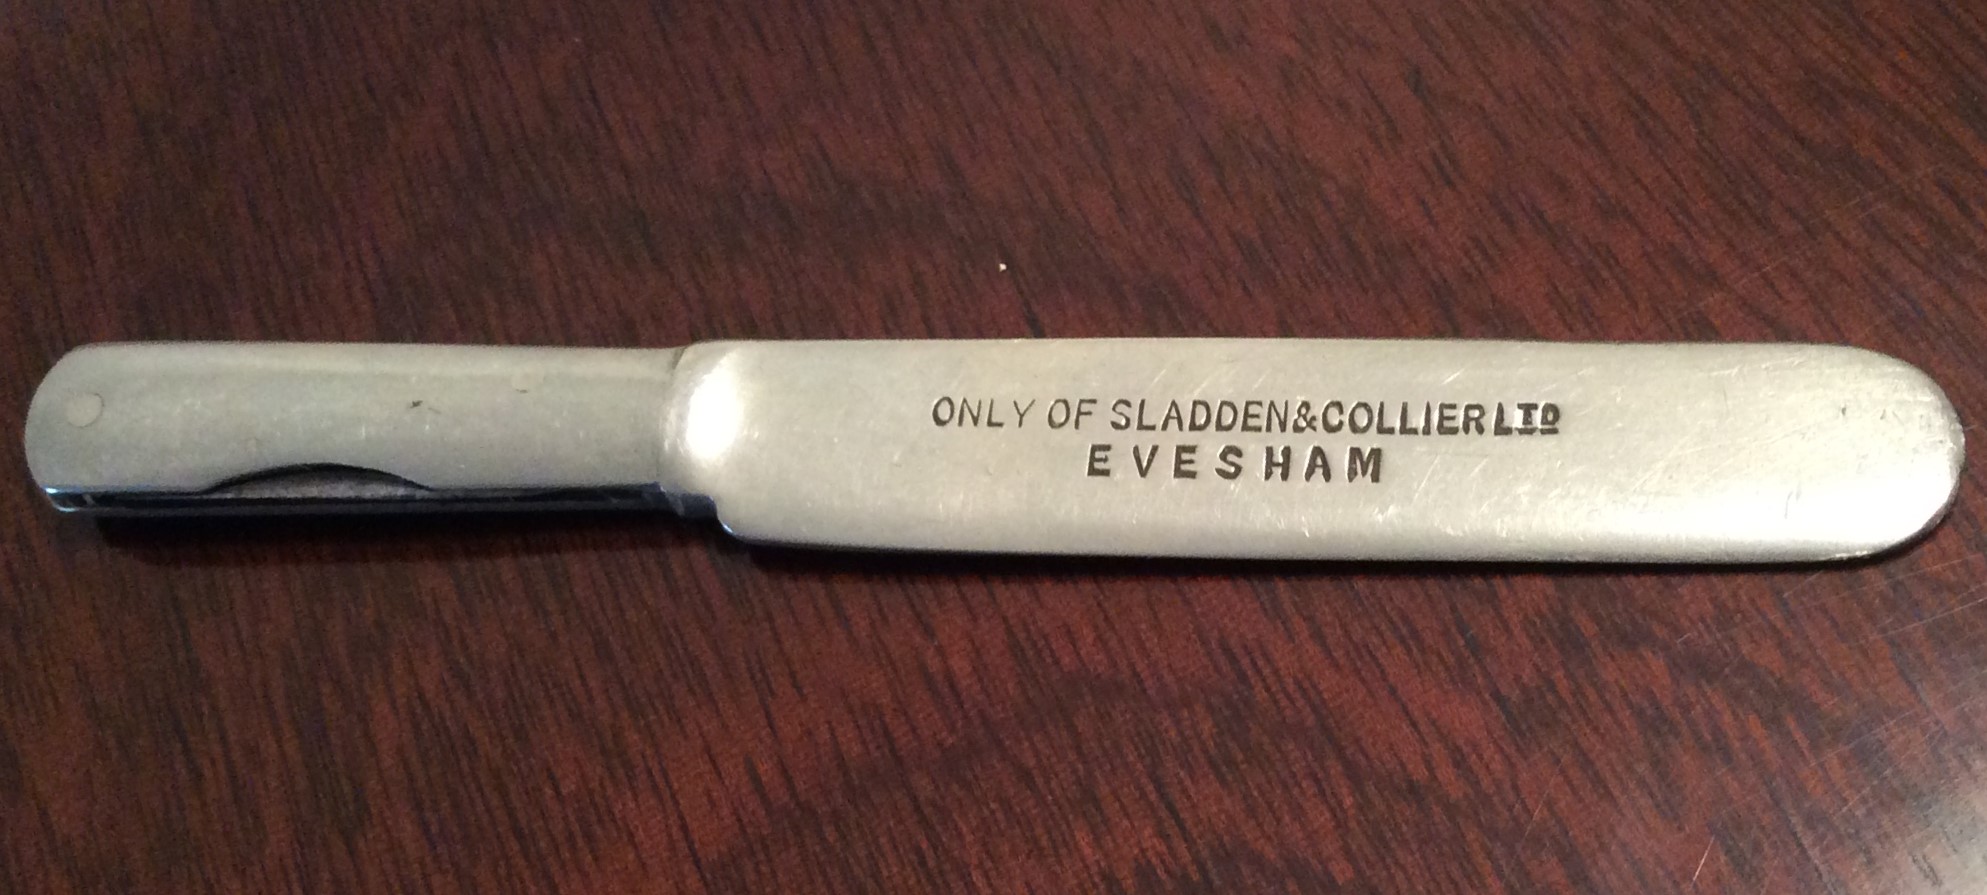 ONLY OF SLADDEN&COLLIER LTD
EVESHAM